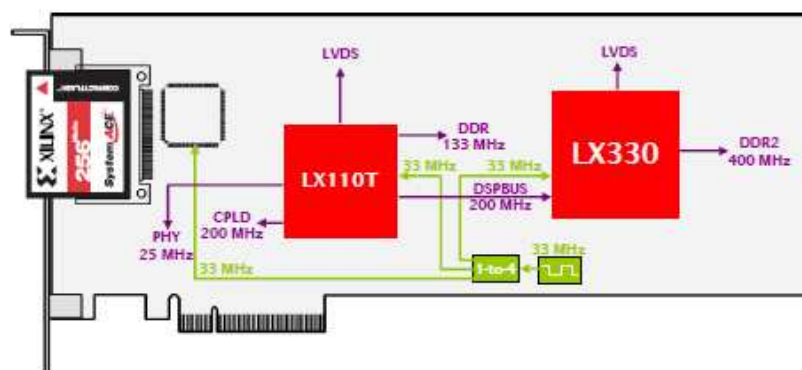 LVDS
LVDS
COMPACTFLASH
XILINX
256
System ACE
DDR
133 MHz
LX110T
LX330
DDR2
400 MHz
33 MHz
33 MHz
DSPBUS
200 MHz
CPLD
200 MHz
PHY
25 MHz
33 MHz
1-to-4
33 MHz